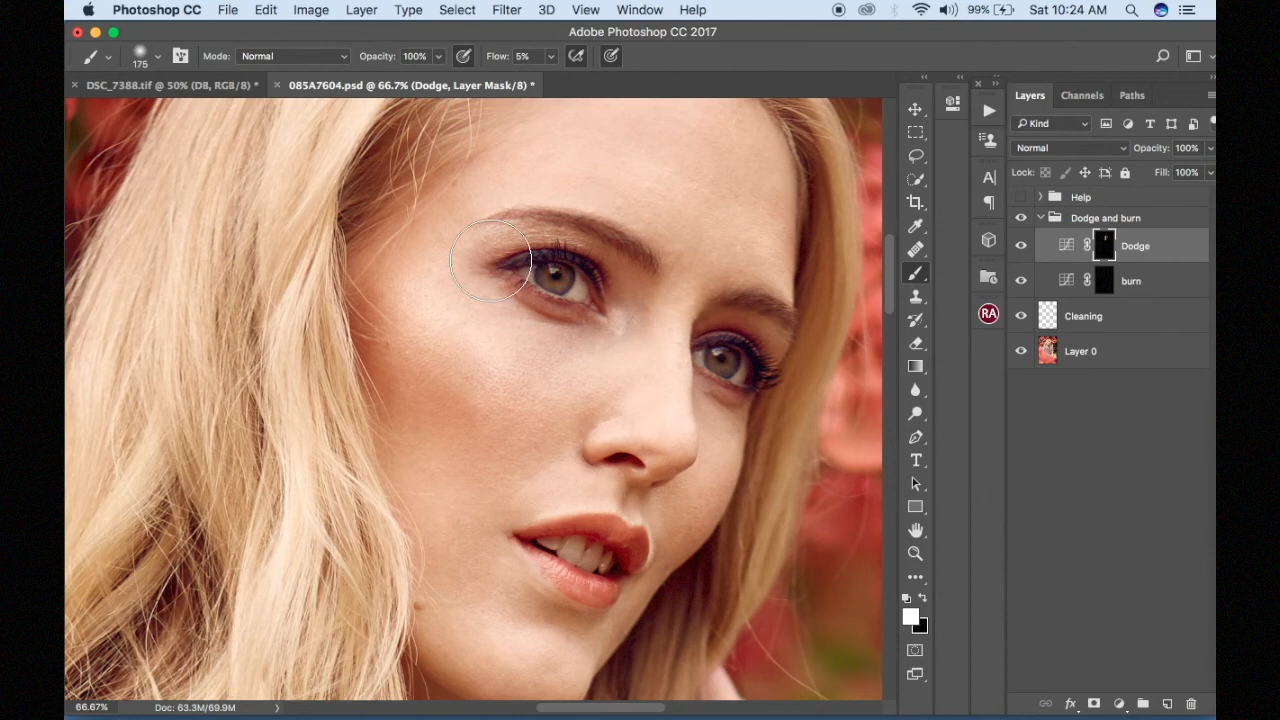 Photoshop CC File Edit Image Layer Type Select Filter 3D View Window Help 99% Sat 10:24 AM
Adobe Photoshop CC 2017
175 Mode: Normal Opacity: 100% Flow: 5%
DSC_7388.tif @ 50% (DB, RGB/8) * 085A7604.psd @ 66.7% (Dodge, Layer Mask/8) *
Layers Channels Paths
Kind
Normal Opacity: 100%
Lock: Fill: 100%
Help
Dodge and burn
Dodge
burn
RA
Cleaning
Layer 0
66.67% Doc: 63.3M/69.9M
fx